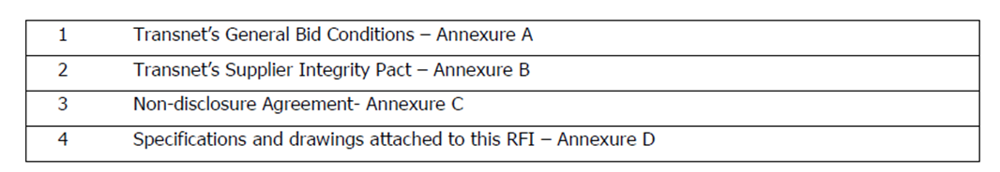 1 Transnet’s General Bid Conditions – Annexure A
2 Transnet’s Supplier Integrity Pact – Annexure B
3 Non-disclosure Agreement- Annexure C
4 Specifications and drawings attached to this RFI – Annexure D